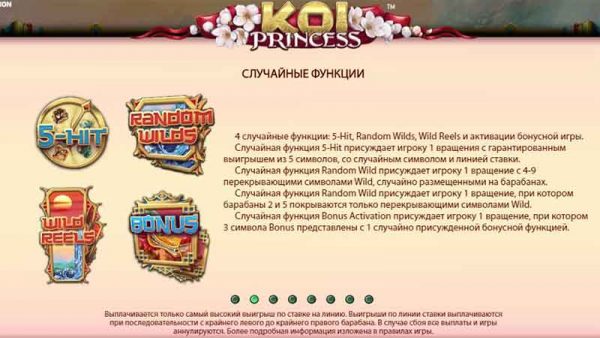 ION
KOI
PRINCESS
™
СЛУЧАЙНЫЕ ФУНКЦИИ
5-HIT
RANDOM
WILDS
WILD
REELS
BONUS
4 случайные функции: 5-Hit, Random Wilds, Wild Reels и активации бонусной игры.
Случайная функция 5-Hit присуждает игроку 1 вращения с гарантированным
выигрышем из 5 символов, со случайным символом и линией ставки.
Случайная функция Random Wild присуждает игроку 1 вращение с 4-9
перекрывающими символами Wild, случайно размещенными на барабанах.
Случайная функция Random Wild присуждает игроку 1 вращение, при котором
барабаны 2 и 5 покрываются только перекрывающими символами Wild.
Случайная функция Bonus Activation присуждает игроку 1 вращение, при котором
3 символа Bonus представлены с 1 случайно присужденной бонусной функцией.
Выплачивается только самый высокий выигрыш по ставке на линию. Выигрыши по линии ставки выплачиваются
при последовательности с крайнего левого до крайнего превого барабана. В случае сбоя все выплаты и игры
аннулируются. Более подробная информация изложена в правилах игры.